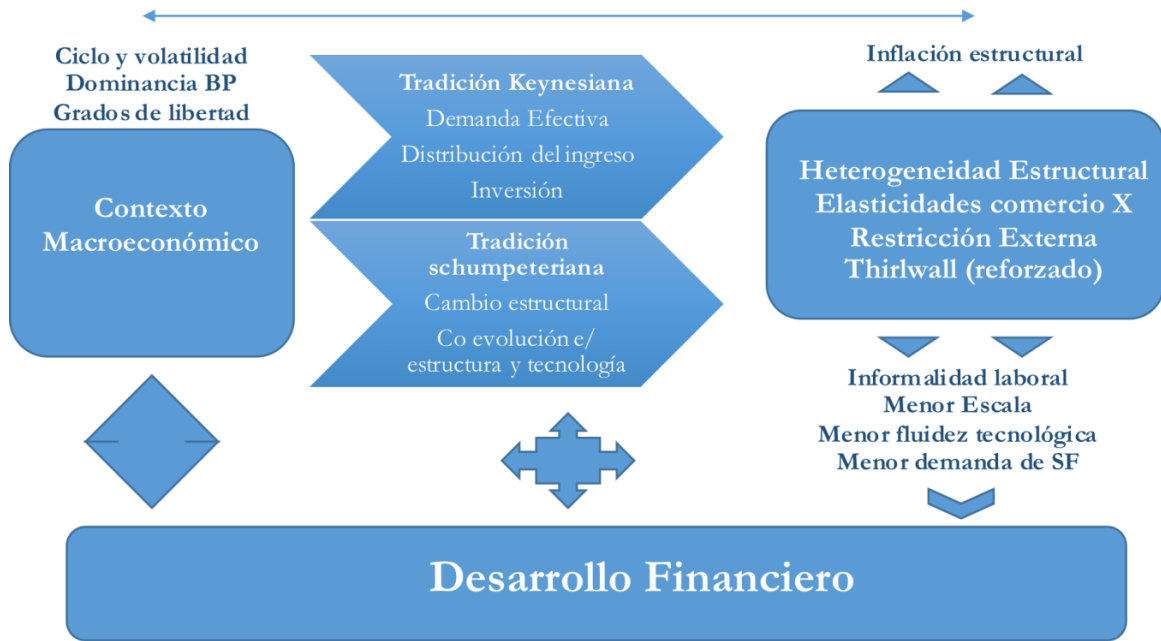 Ciclo y volatilidad
Dominancia BP
Grados de libertad
Contexto
Macroeconómico
Tradición Keynesiana
Demanda Efectiva
Distribución del ingreso
Inversión
Tradición
schumpeteriana
Cambio estructural
Co evolución e/
estructura y tecnología
Inflación estructural
Heterogeneidad Estructural
Elasticidades comercio X
Restricción Externa
Thirlwall (reforzado)
Informalidad laboral
Menor Escala
Menor fluidez tecnológica
Menor demanda de SF
Desarrollo Financiero